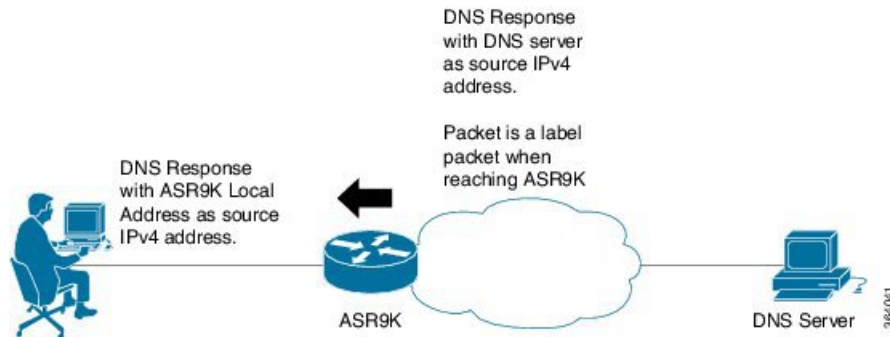 DNS Response
with DNS server
as source IPv4
address.
Packet is a label
packet when
reaching ASR9K
DNS Response
with ASR9K Local
Address as source
IPv4 address.
ASR9K
DNS Server
364061